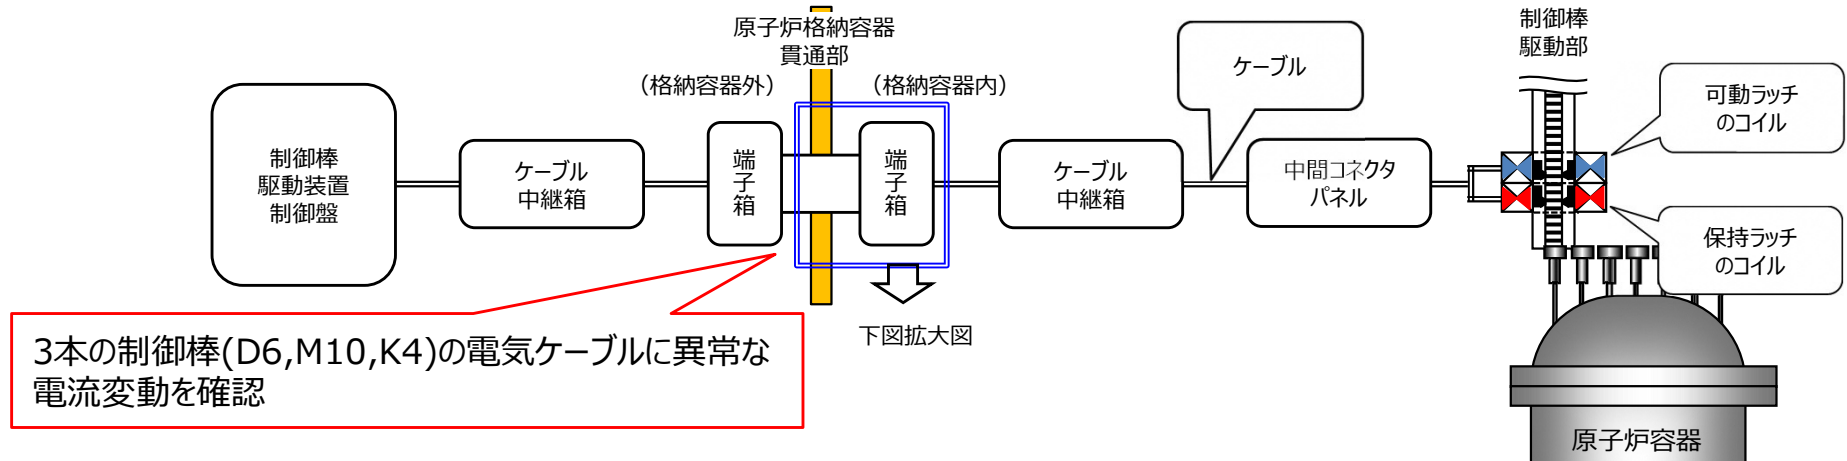 原子炉格納容器
貫通部
(格納容器外)
(格納容器内)
ケーブル
制御棒
駆動部
可動ラッチ
のコイル
制御棒
駆動装置
制御盤
ケーブル
中継箱
端子箱
端子箱
ケーブル
中継箱
中間コネクタ
パネル
保持ラッチ
のコイル
下図拡大図
3本の制御棒(D6,M10,K4)の電気ケーブルに異常な
電流変動を確認
原子炉容器